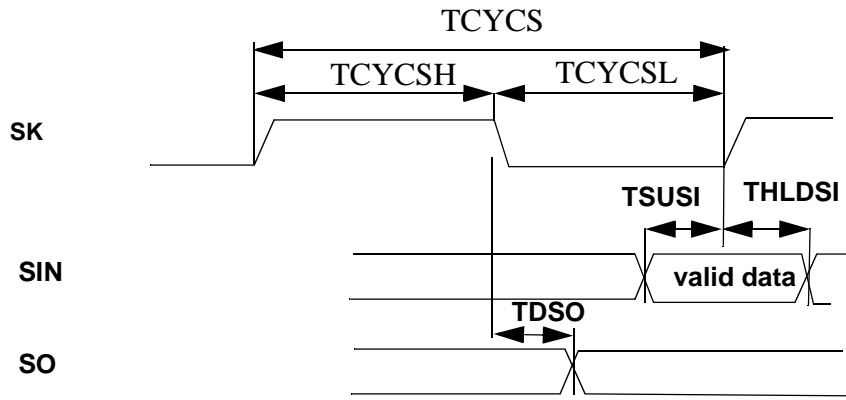 TCYCS
TCYCSH
TCYCSL
SK
TSUSI
THLDSI
SIN
valid data
TDSO
SO